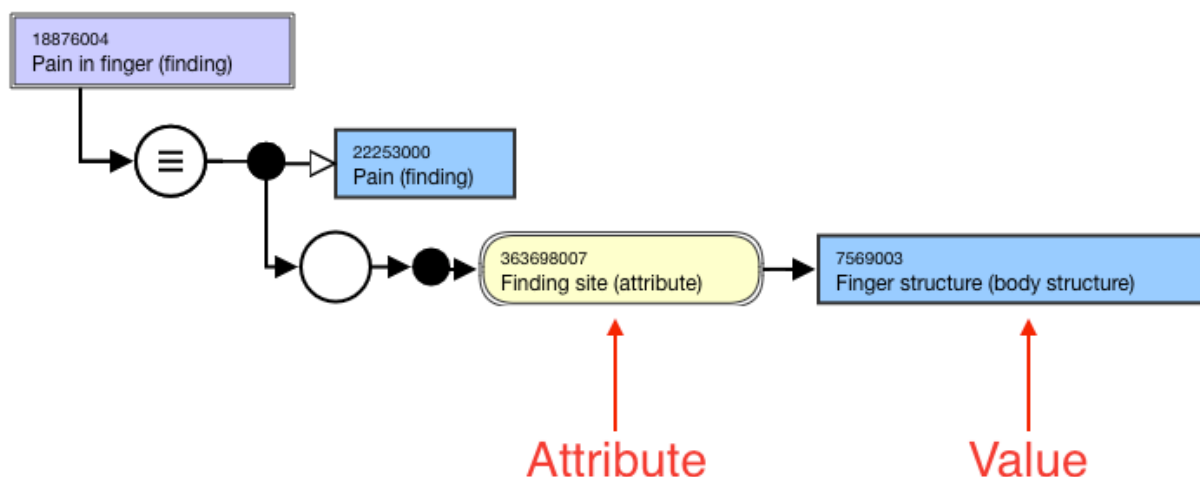 18876004
Pain in finger (finding)
22253000
Pain (finding)
363698007
Finding site (attribute)
7569003
Finger structure (body structure)
Attribute
Value